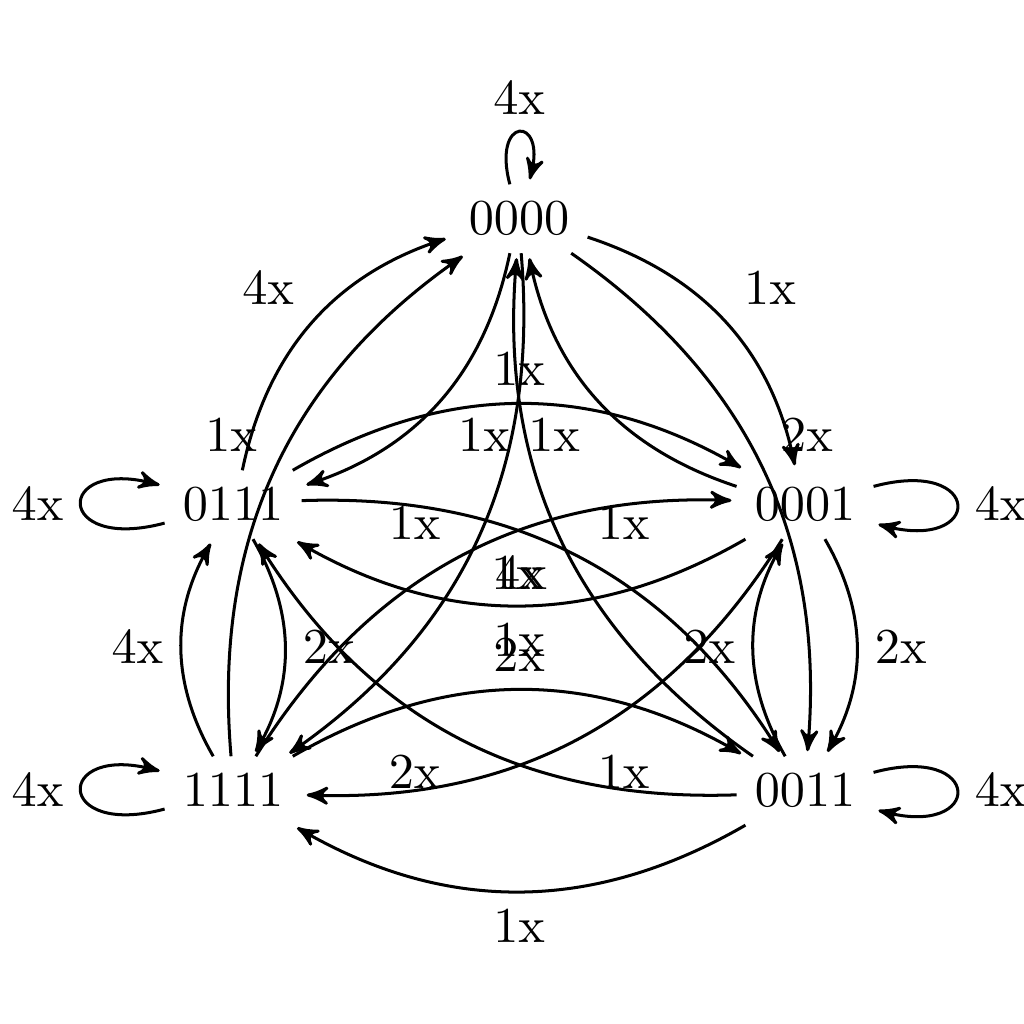 4x
0000
4x 1x
1x
1x 1x 1x 2x
4x 0111 0001 4x
1x 1x
1x
4x
1x
4x 2x 2x 2x 2x
2x 1x
4x 1111 0011 4x
1x